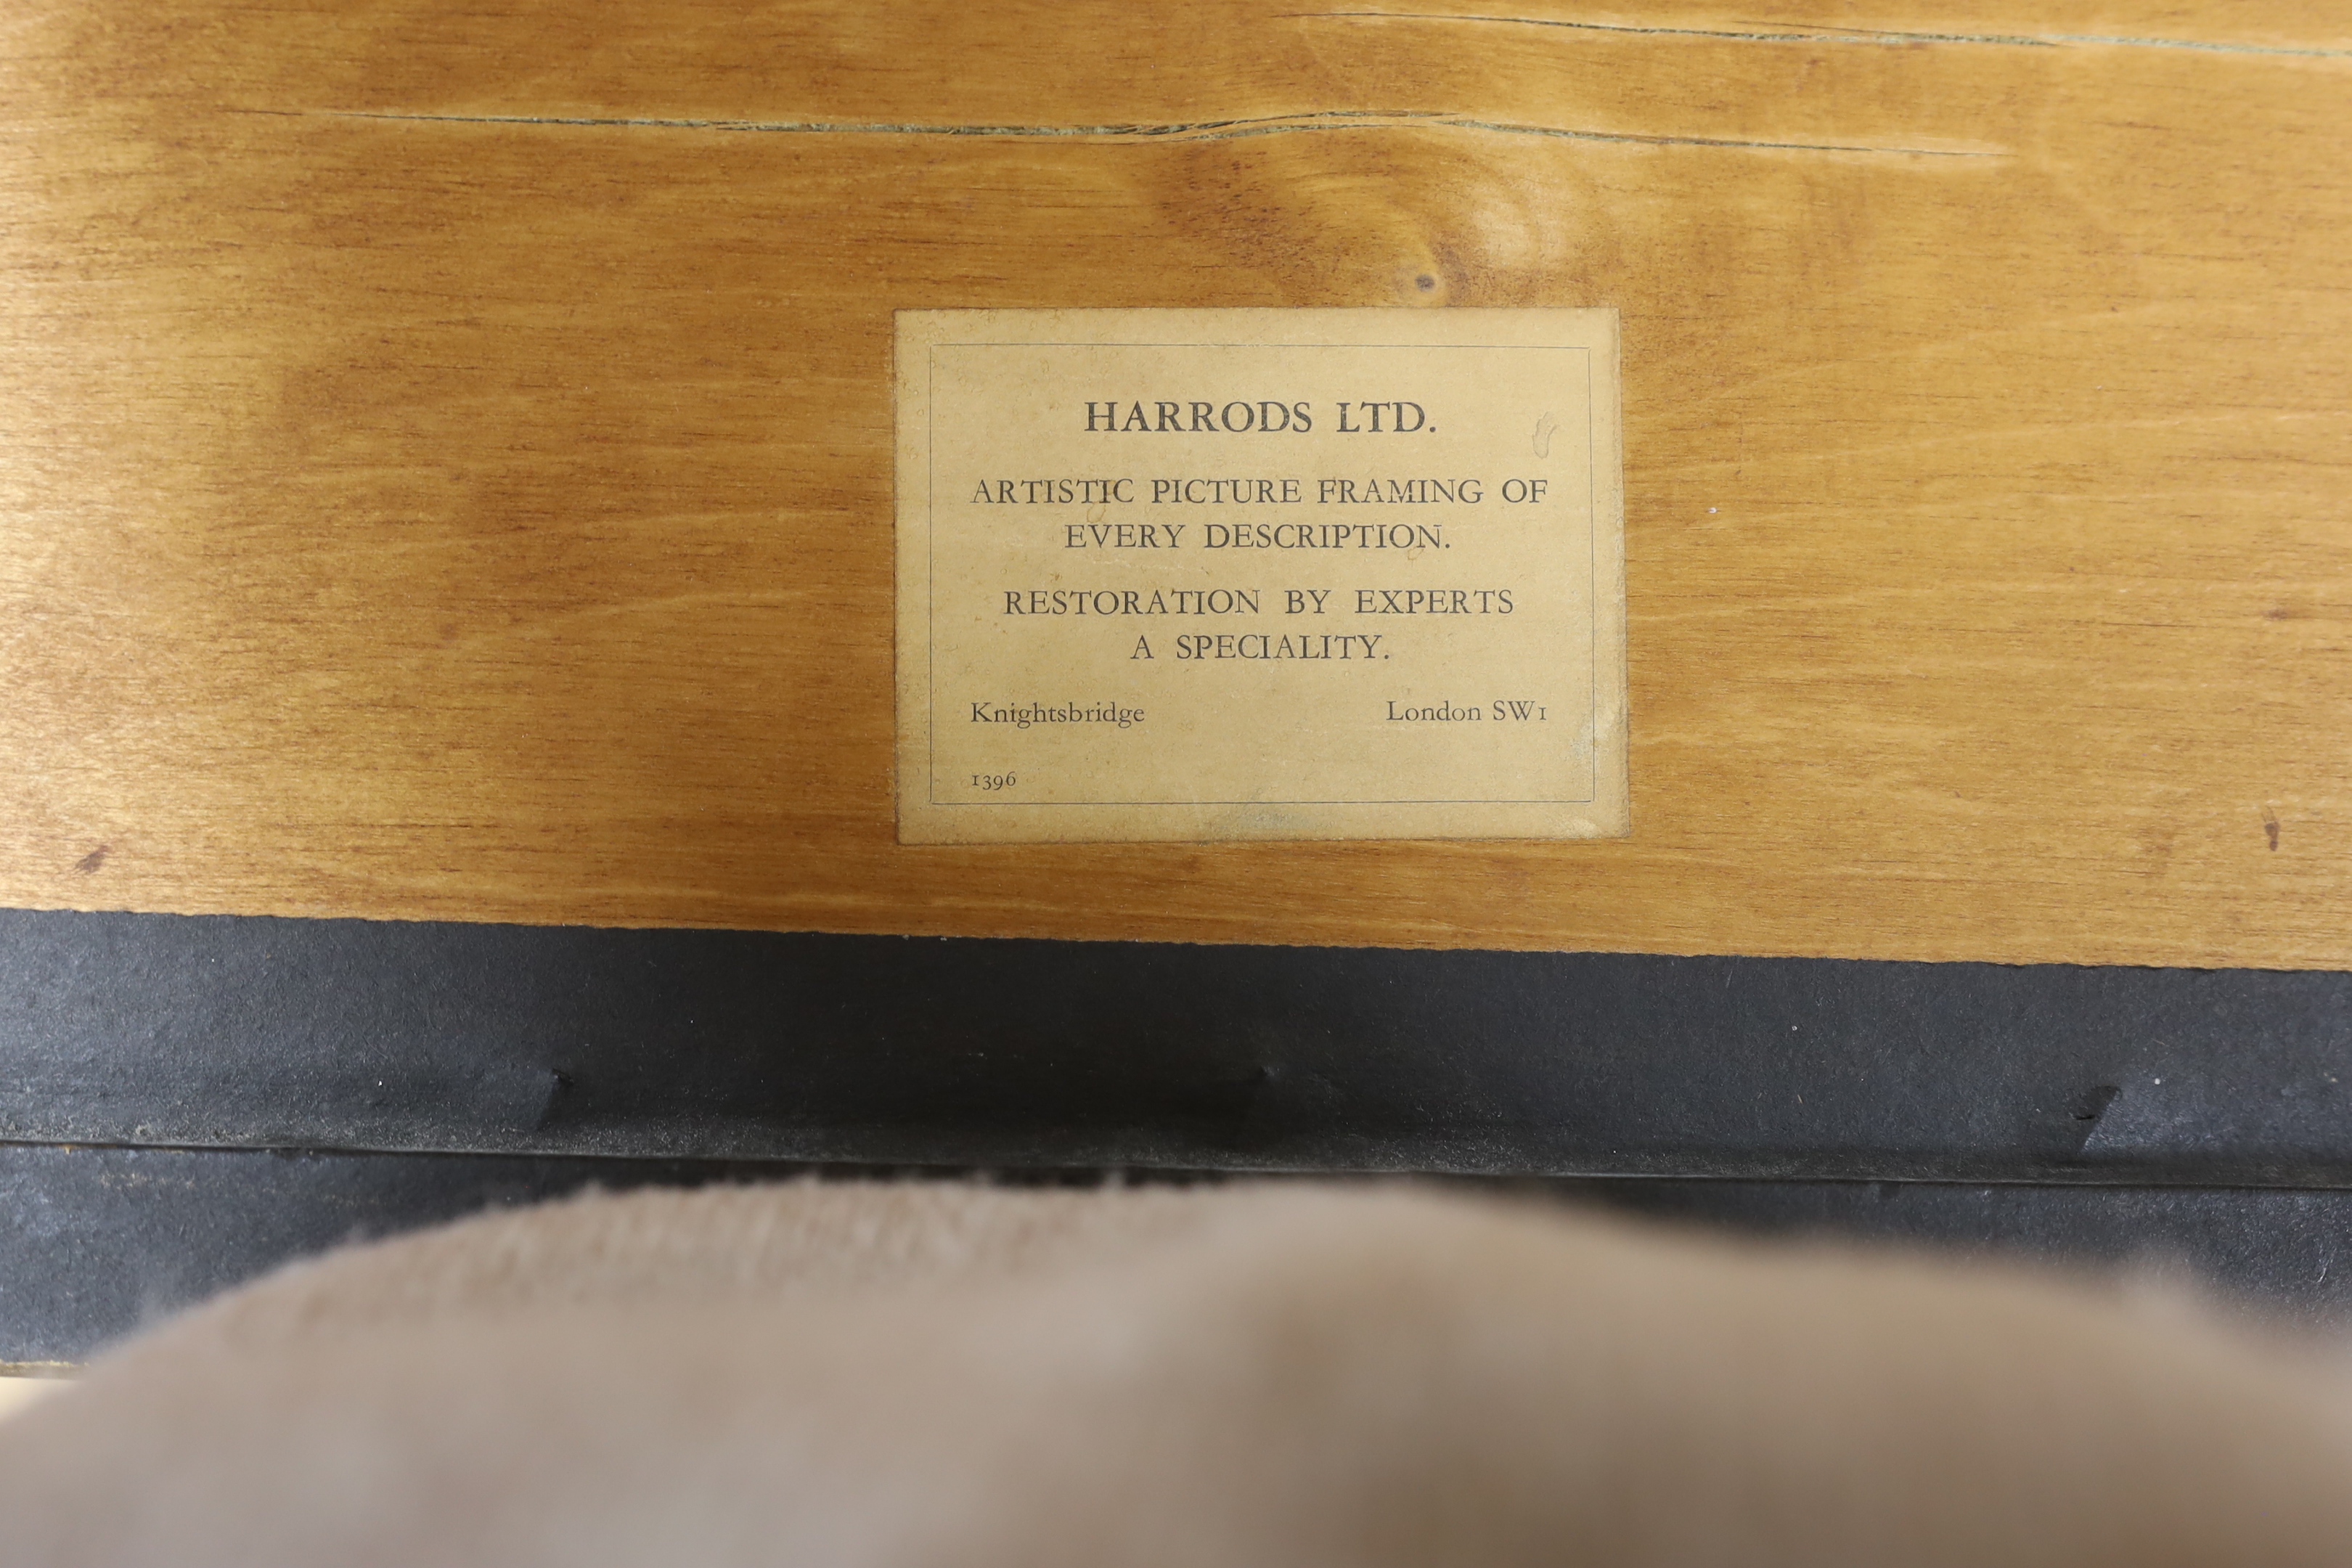 HARRODS LTD.
ARTISTIC PICTURE FRAMING OF
EVERY DESCRIPTION.
RESTORATION BY EXPERTS
A SPECIALITY.
Knightsbridge London SW1
1396